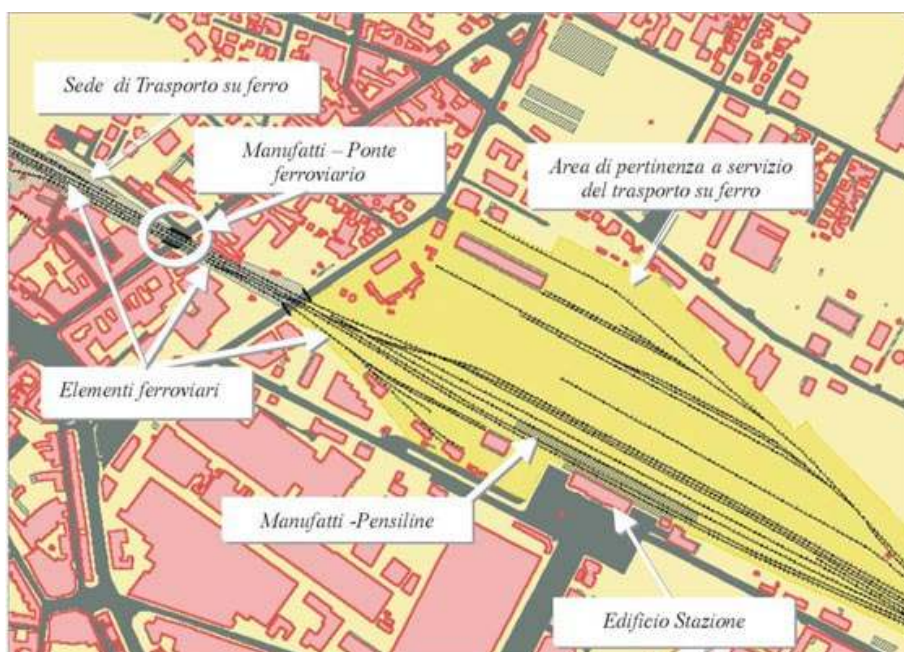 Sede di Trasporto su ferro
Manufatti – Ponte
ferroviario
Area di pertinenza a servizio
del trasporto su ferro
Elementi ferroviari
Manufatti -Pensiline
Edificio Stazione